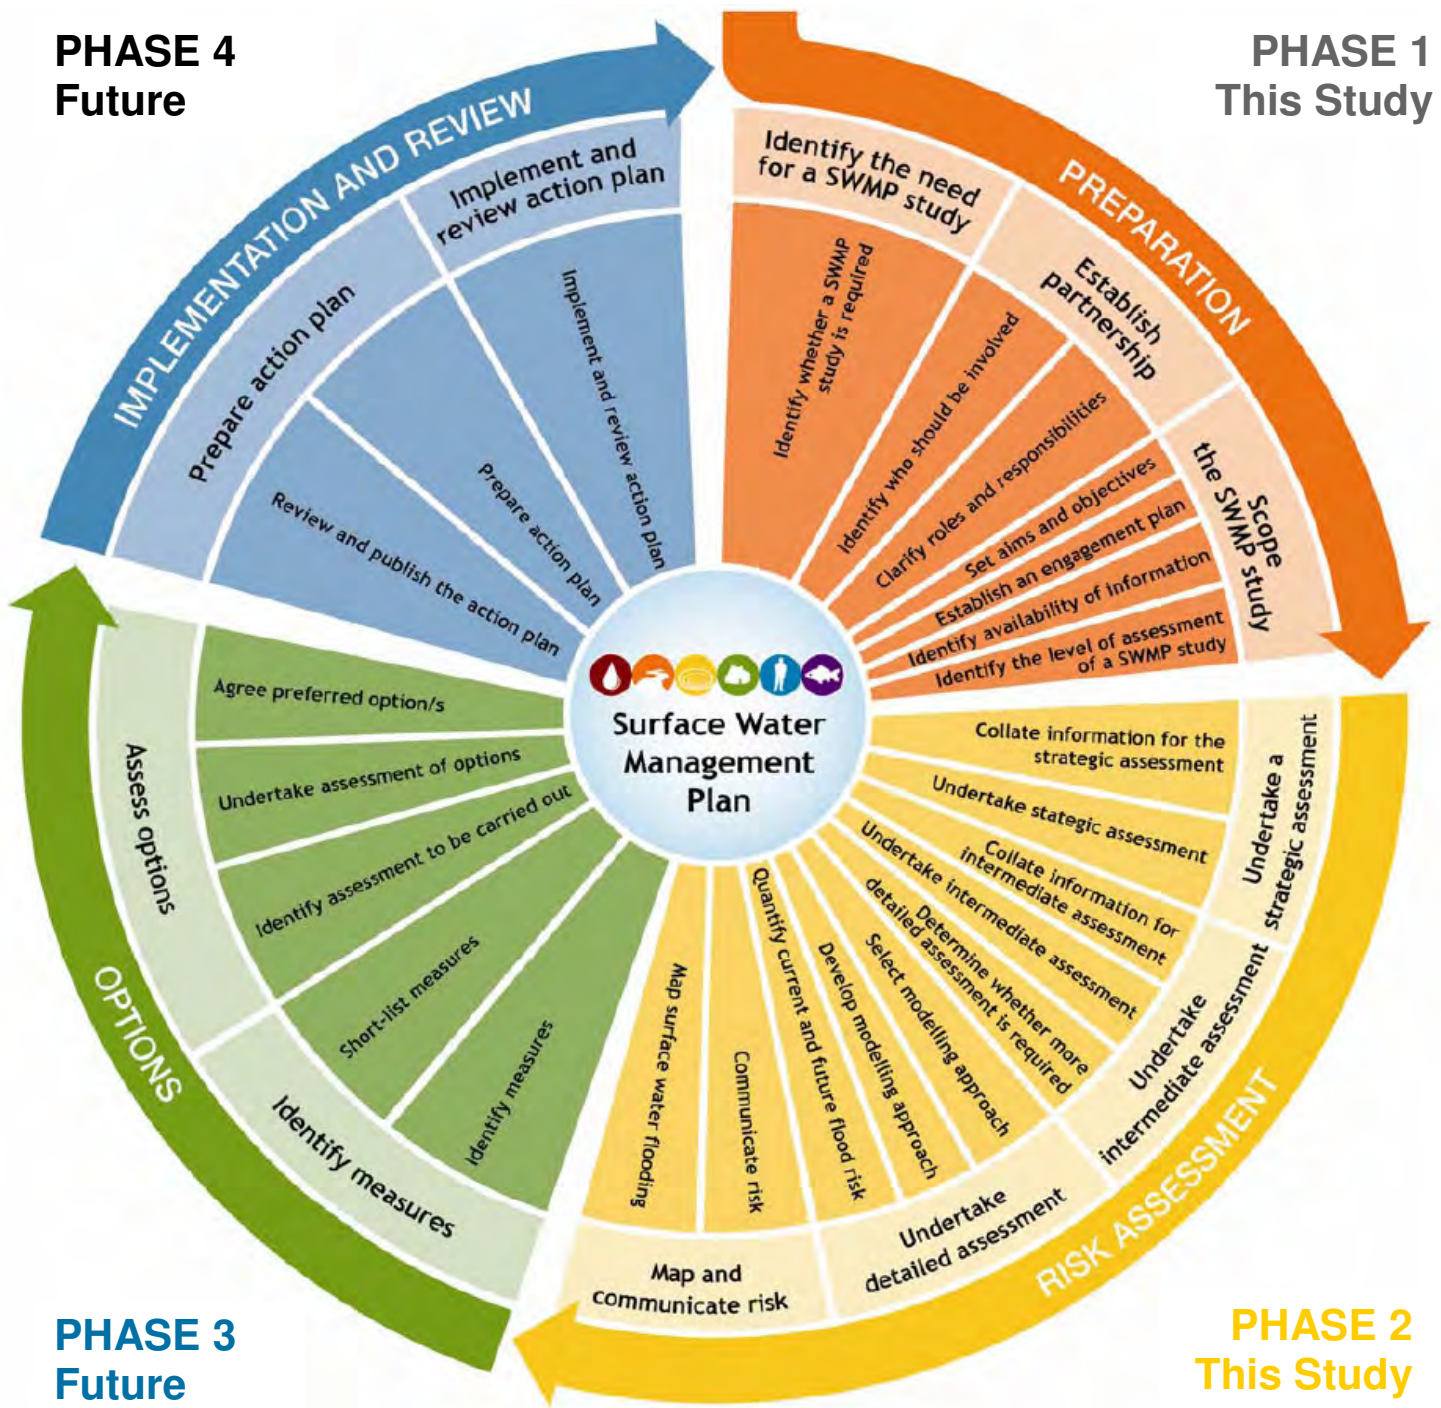 PHASE 4
Future
PHASE 1
This Study
PREPARATION
Identify the need
for a SWMP study
Identify whether a SWMP
study is required
Establish
partnership
Identify who should be involved
Clarify roles and responsibilities
Scope
the SWMP study
Set aims and objectives
Establish an engagement plan
Identify availability of information
Identify the level of assessment
of a SWMP study
RISK ASSESSMENT
Undertake a
strategic assessment
Collate information for the
strategic assessment
Undertake stategic assessment
Undertake
intermediate assessment
Collate information for
intermediate assessment
Undertake intermediate assessment
Determine whether more
detailed assessment is required
Undertake
detailed assessment
Select modelling approach
Develop modelling approach
Quantify current and future flood risk
Map and
communicate risk
Communicate risk
Map surface water flooding
PHASE 2
This Study
OPTIONS
Identify measures
Identify measures
Short-list measures
Assess options
Identify assessment to be carried out
Undertake assessment of options
Agree preferred option/s
PHASE 3
Future
IMPLEMENTATION AND REVIEW
Prepare action plan
Review and publish the action plan
Prepare action plan
Implement and
review action plan
Implement and review action plan
Surface Water
Management
Plan